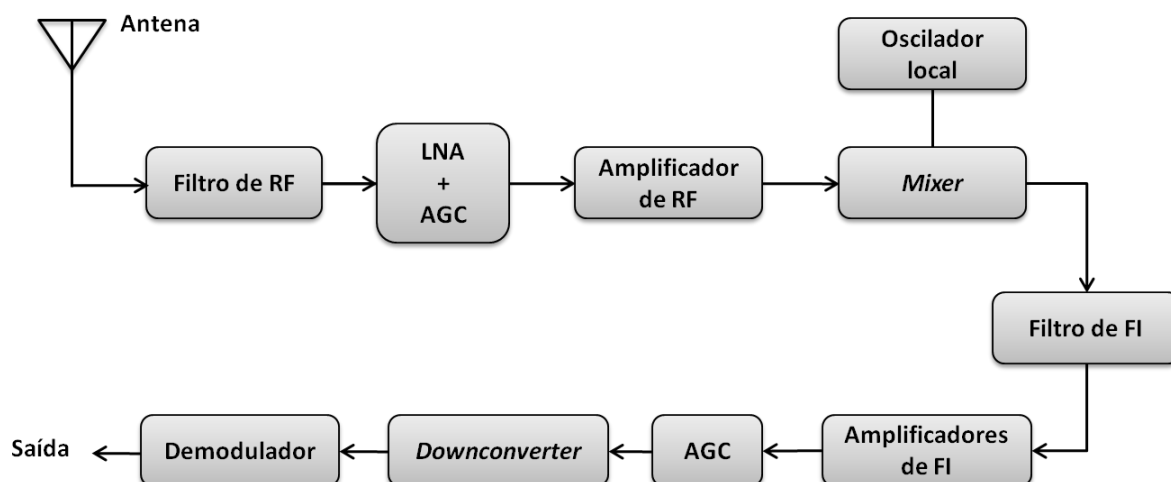 Antena
Oscilador
local
Filtro de RF
LNA
+
AGC
Amplificador
de RF
Mixer
Filtro de FI
Saída
Demodulador
Downconverter
AGC
Amplificadores
de FI